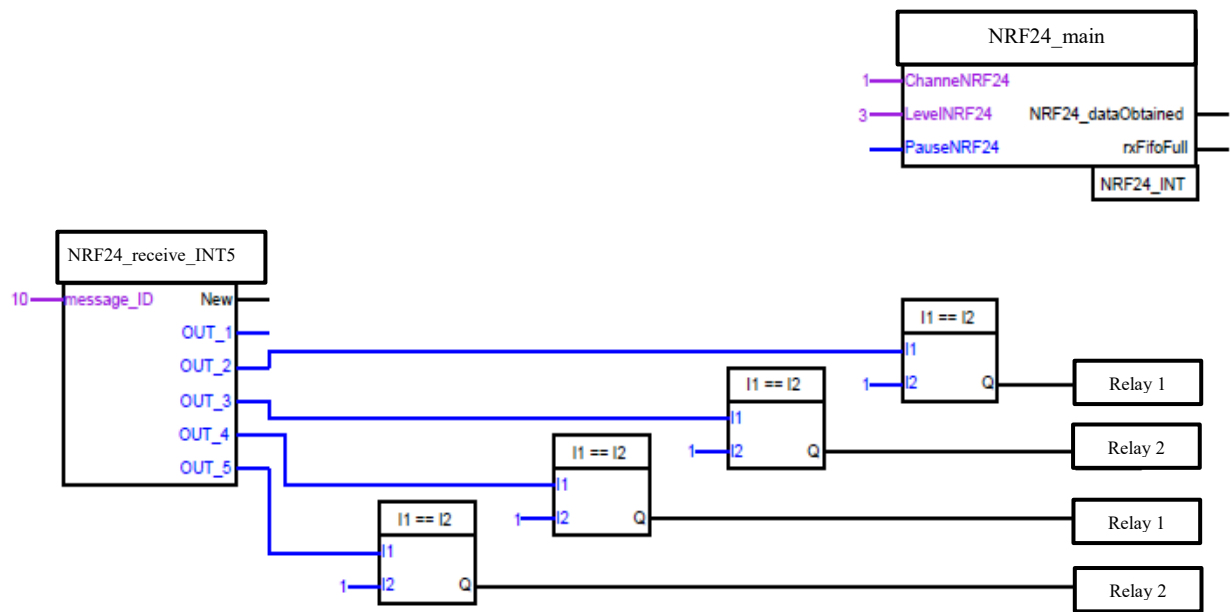 NRF24_main
1 ChanneNRF24
3 LevelNRF24 NRF24_dataObtained
PauseNRF24 rxFifoFull
NRF24_INT
NRF24_receive_INT5
10 message_ID New
OUT_1
OUT_2
OUT_3
OUT_4
OUT_5
I1 == I2
I1
1 I2 Q
Relay 1
I1 == I2
I1
1 I2 Q
Relay 2
I1 == I2
I1
1 I2 Q
Relay 1
I1 == I2
I1
1 I2 Q
Relay 2